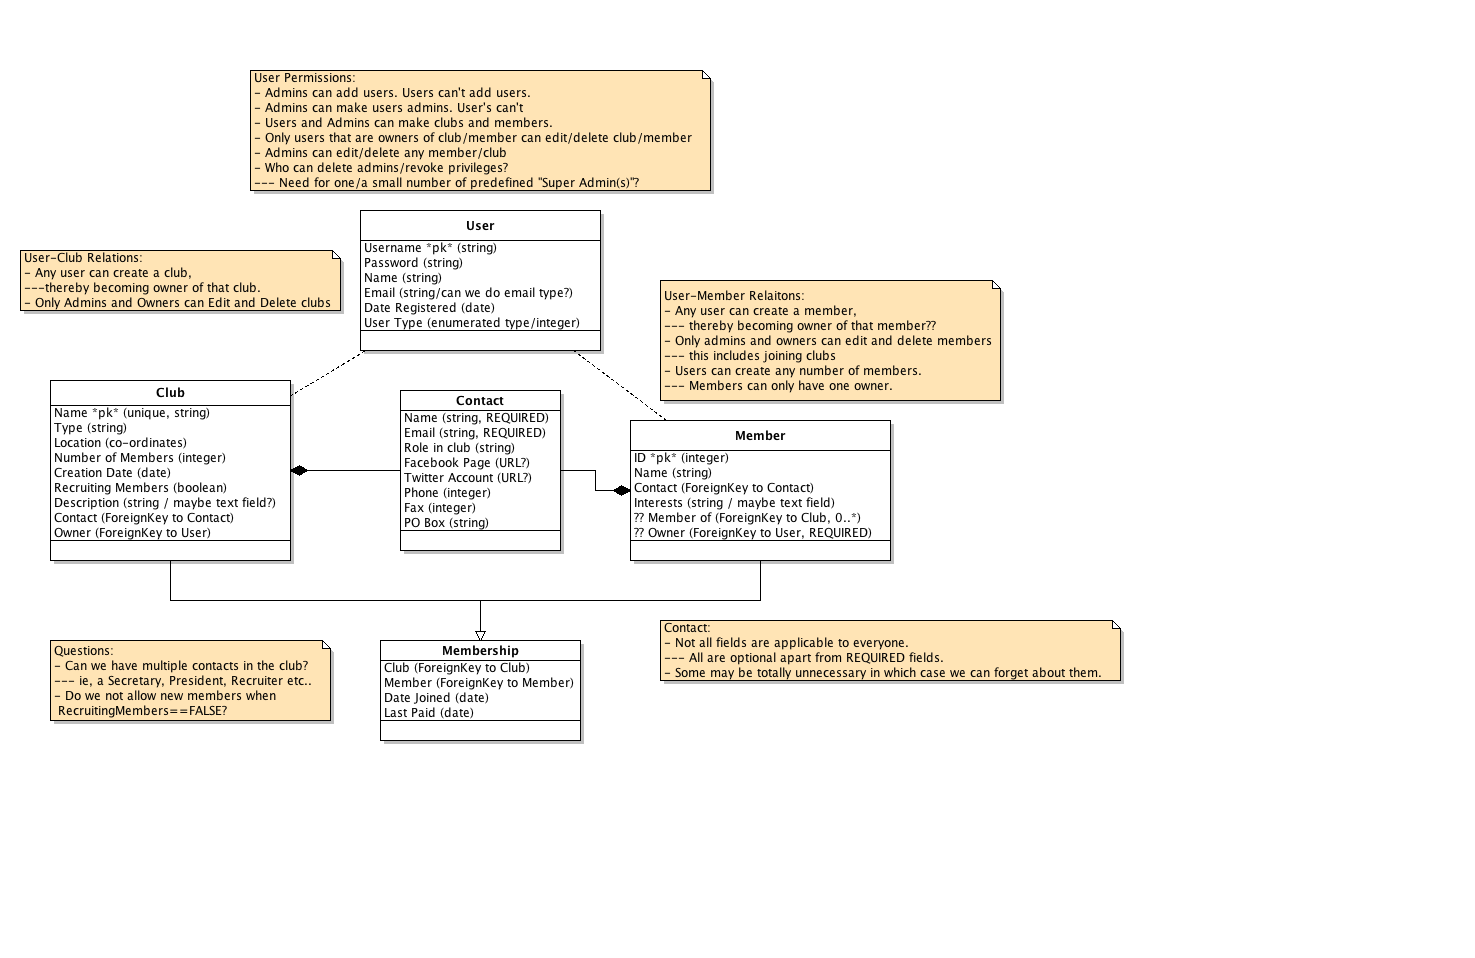 User Permissions:
- Admins can add users. Users can't add users.
- Admins can make users admins. User's can't
- Users and Admins can make clubs and members.
- Only users that are owners of club/member can edit/delete club/member
- Admins can edit/delete any member/club
- Who can delete admins/revoke privileges?
--- Need for one/a small number of predefined "Super Admin(s)"?
User
Username *pk* (string)
Password (string)
Name (string)
Email (string/can we do email type?)
Date Registered (date)
User Type (enumerated type/integer)
User-Club Relations:
- Any user can create a club,
---thereby becoming owner of that club.
- Only Admins and Owners can Edit and Delete clubs
User-Member Relaitons:
- Any user can create a member,
--- thereby becoming owner of that member??
- Only admins and owners can edit and delete members
--- this includes joining clubs
- Users can create any number of members.
--- Members can only have one owner.
Club
Name *pk* (unique, string)
Type (string)
Location (co-ordinates)
Number of Members (integer)
Creation Date (date)
Recruiting Members (boolean)
Description (string / maybe text field?)
Contact (ForeignKey to Contact)
Owner (ForeignKey to User)
Contact
Name (string, REQUIRED)
Email (string, REQUIRED)
Role in club (string)
Facebook Page (URL?)
Twitter Account (URL?)
Phone (integer)
Fax (integer)
PO Box (string)
Member
ID *pk* (integer)
Name (string)
Contact (ForeignKey to Contact)
Interests (string / maybe text field)
?? Member of (ForeignKey to Club, 0..*)
?? Owner (ForeignKey to User, REQUIRED)
Questions:
- Can we have multiple contacts in the club?
--- ie, a Secretary, President, Recruiter etc..
- Do we not allow new members when
RecruitingMembers==FALSE?
Membership
Club (ForeignKey to Club)
Member (ForeignKey to Member)
Date Joined (date)
Last Paid (date)
Contact:
- Not all fields are applicable to everyone.
--- All are optional apart from REQUIRED fields.
- Some may be totally unnecessary in which case we can forget about them.